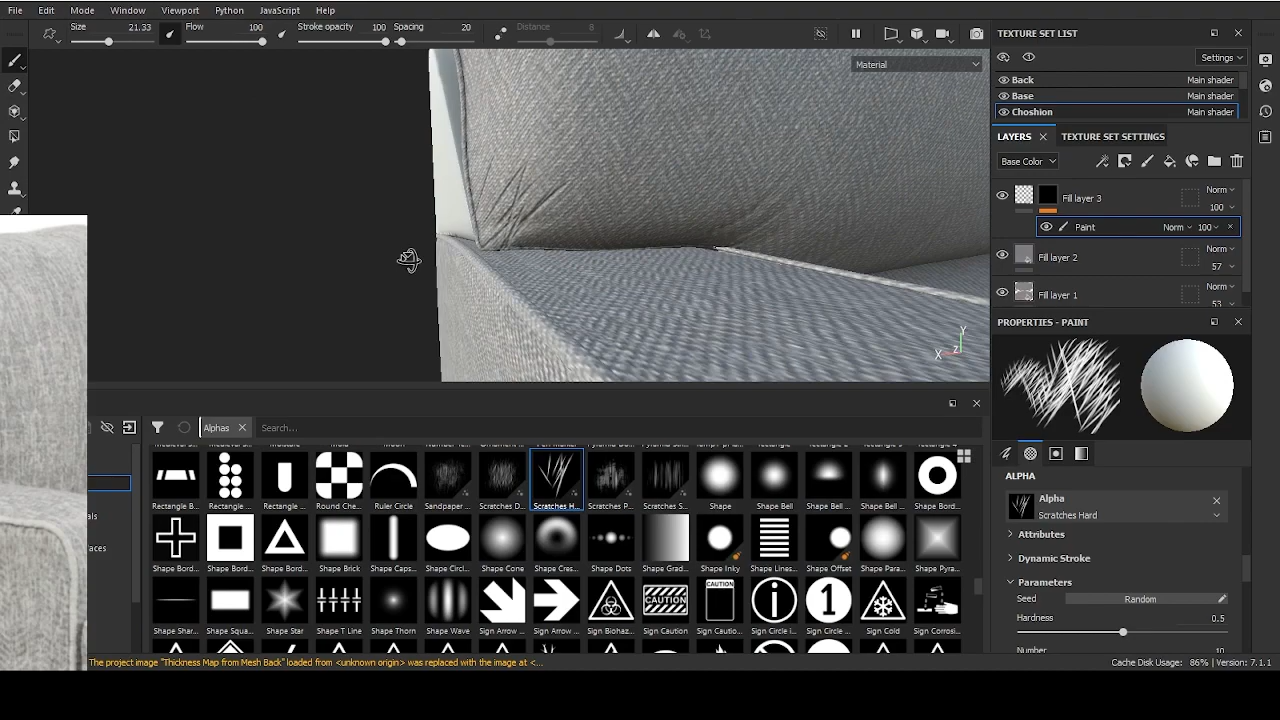 File Edit Mode Window Viewport Python JavaScript Help
Size 21.33 Flow 100 Stroke opacity 100 Spacing 20 Distance 8
Material
TEXTURE SET LIST
Settings
Back Main shader
Base Main shader
Choshion Main shader
LAYERS TEXTURE SET SETTINGS
Base Color
Fill layer 3 Norm 100
Paint Norm 100
Fill layer 2 Norm 57
Fill layer 1 Norm 53
Y
X Z
PROPERTIES - PAINT
Alphas Search...
Rectangle B... Rectangle ... Rectangle ... Round Che... Ruler Circle Sandpaper ... Scratches D... Scratches H... Scratches P... Scratches S... Shape Shape Bell Shape Bell ... Shape Bell ... Shape Bord...
Shape Bord... Shape Bord... Shape Bord... Shape Brick Shape Caps... Shape Circl... Shape Cone Shape Cres... Shape Dots Shape Grad... Shape Inky Shape Lines... Shape Offset Shape Para... Shape Pyra...
CAUTION CAUTION 1
Shape Shar... Shape Squa... Shape Star Shape T Line Shape Thorn Shape Wave Sign Arrow ... Sign Arrow ... Sign Biohaz... Sign Caution Sign Cautio... Sign Circle i... Sign Circle ... Sign Cold Sign Corrosi...
ALPHA
Alpha
Scratches Hard
Attributes
Dynamic Stroke
Parameters
Seed Random
Hardness 0.5
Number 10
The project image "Thickness Map from Mesh Back" loaded from <unknown origin> was replaced with the image at <...
Cache Disk Usage: 86% | Version: 7.1.1